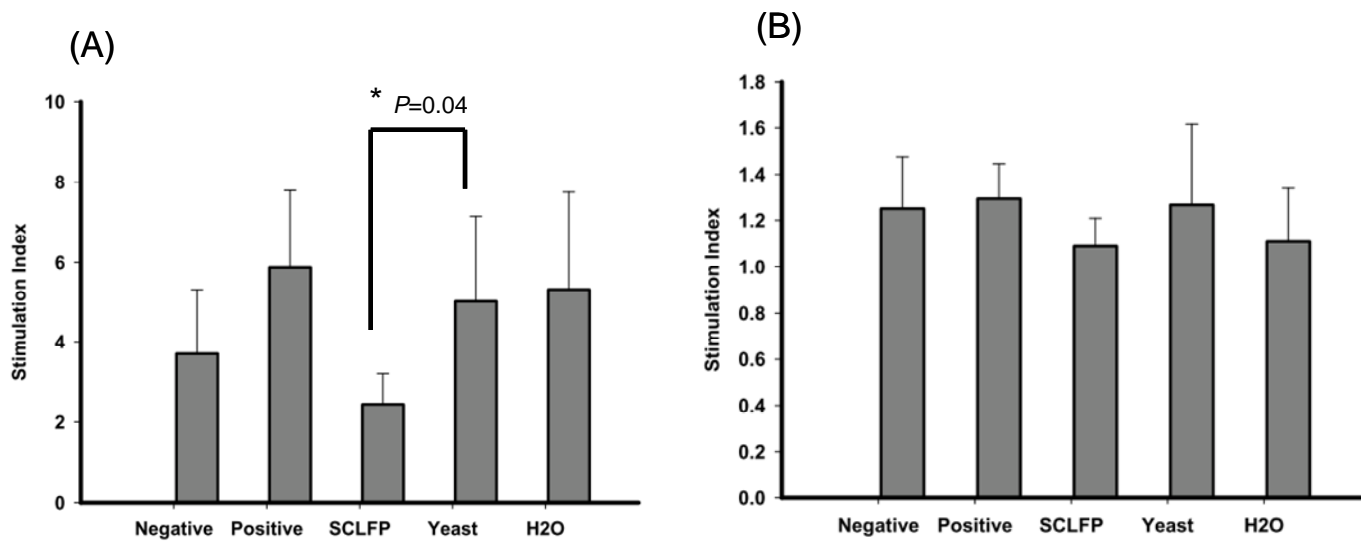 (A)
* P=0.04
10
8
6
4
2
0
Stimulation Index
Negative Positive SCLFP Yeast H2O
(B)
1.8
1.6
1.4
1.2
1.0
0.8
0.6
0.4
0.2
0.0
Stimulation Index
Negative Positive SCLFP Yeast H2O